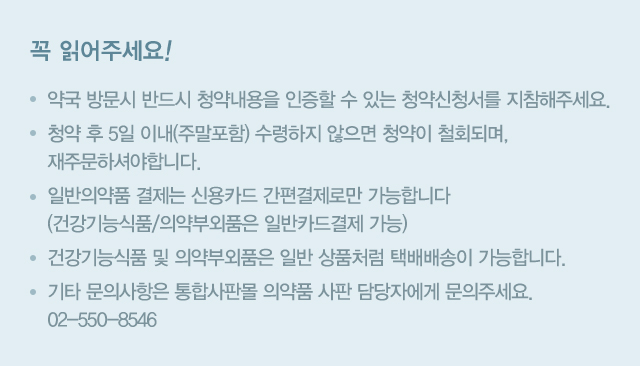 꼭 읽어주세요!
• 약국 방문시 반드시 청약내용을 인증할 수 있는 청약신청서를 지참해주세요.
• 청약 후 5일 이내(주말포함) 수령하지 않으면 청약이 철회되며,
재주문하셔야합니다.
• 일반의약품 결제는 신용카드 간편결제로만 가능합니다
(건강기능식품/의약부외품은 일반카드결제 가능)
• 건강기능식품 및 의약부외품은 일반 상품처럼 택배배송이 가능합니다.
• 기타 문의사항은 통합사판몰 의약품 사판 담당자에게 문의주세요.
02-550-8546